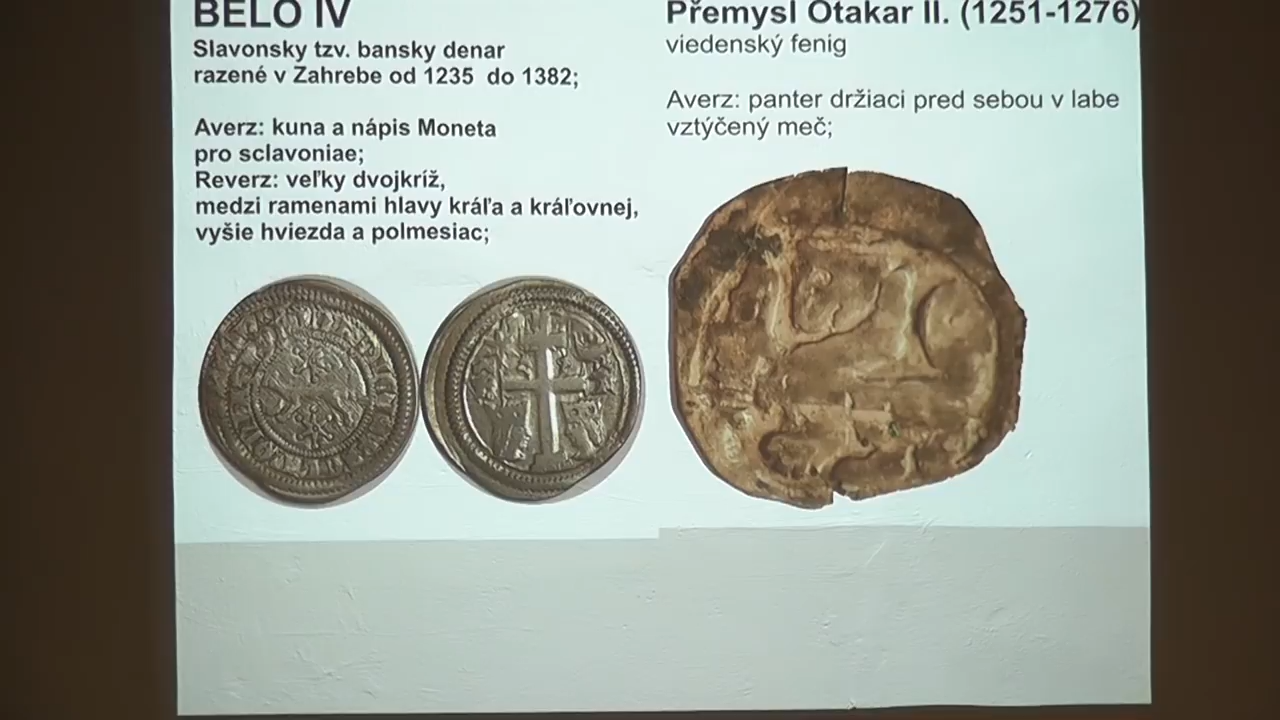 BELO IV
Slavonsky tzv. bansky denar
razené v Zahrebe od 1235 do 1382;
Averz: kuna a nápis Moneta
pro sclavoniae;
Reverz: veľky dvojkríž,
medzi ramenami hlavy kráľa a kráľovnej,
vyšie hviezda a polmesiac;
Přemysl Otakar II. (1251-1276)
viedenský fenig
Averz: panter držiaci pred sebou v labe
vztýčený meč;